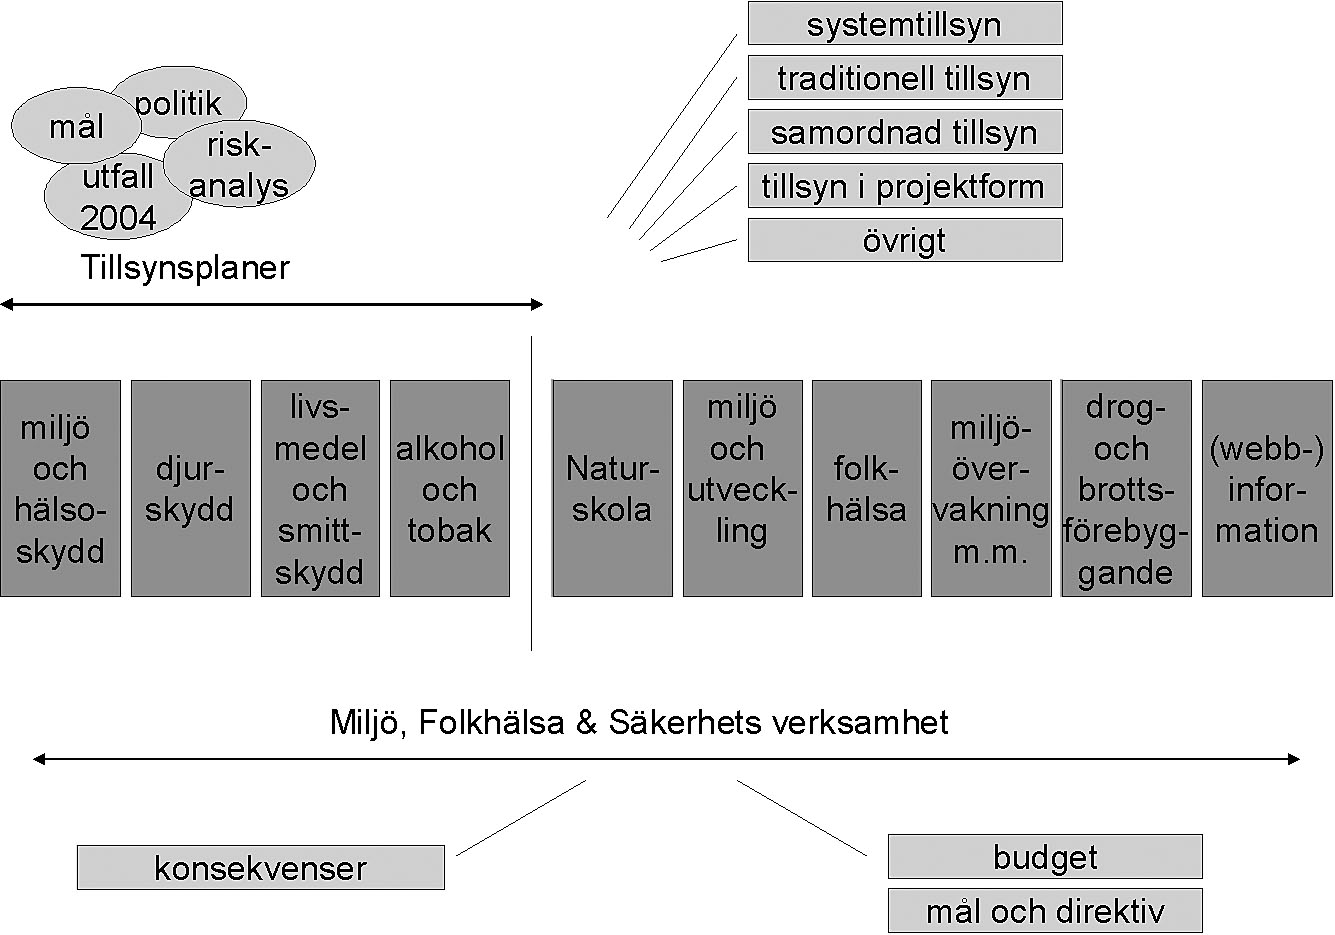 systemtillsyn
traditionell tillsyn
samordnad tillsyn
tillsyn i projektform
övrigt
politik
mål
risk-
analys
utfall
2004
Tillsynsplaner
miljö
och
hälso-
skydd
djur-
skydd
livs-
medel
och
smitt-
skydd
alkohol
och
tobak
Natur-
skola
miljö
och
utveck-
ling
folk-
hälsa
miljö-
över-
vakning
m.m.
drog-
och
brotts-
förebyg-
gande
(webb-)
infor-
mation
Miljö, Folkhälsa & Säkerhets verksamhet
konsekvenser
budget
mål och direktiv